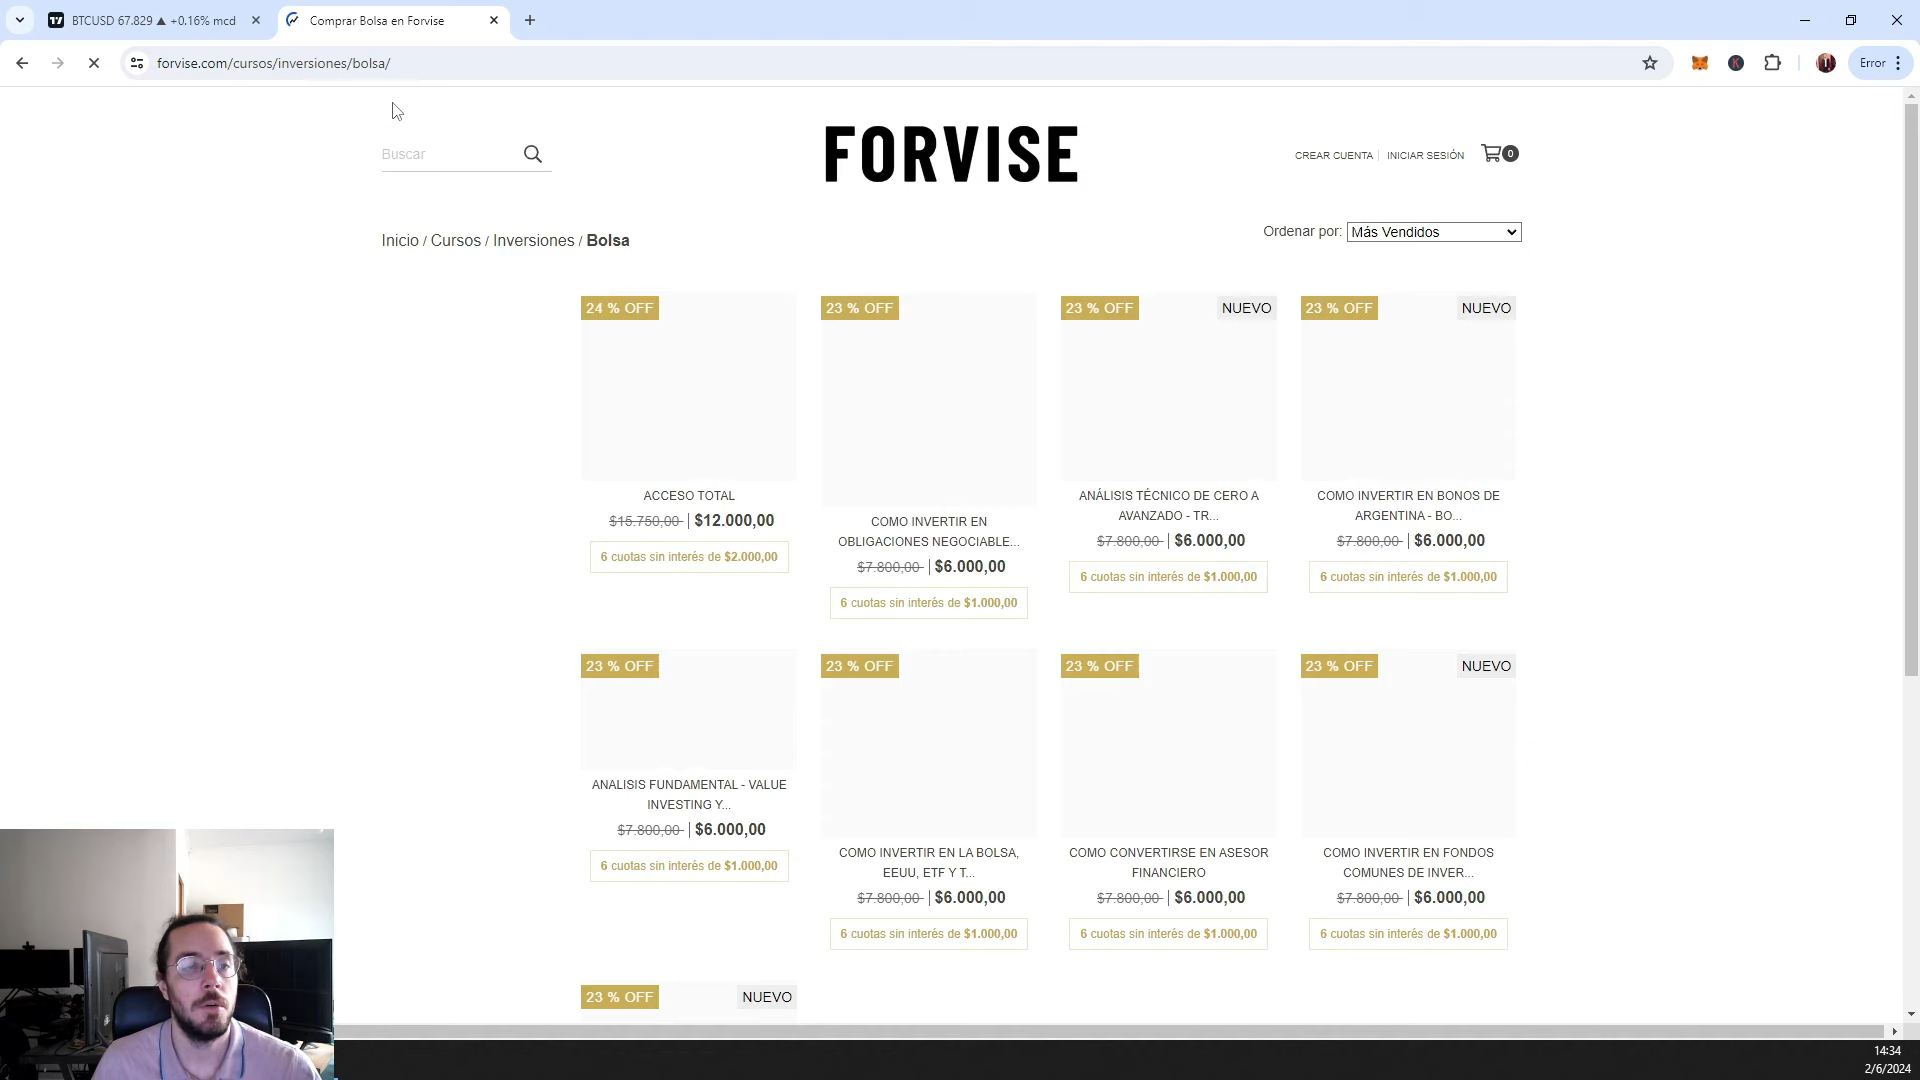 BTCUSD 67.829 ▲ +0.16% mcd
Comprar Bolsa en Forvise
forvise.com/cursos/inversiones/bolsa/
Error
Buscar
FORVISE
CREAR CUENTA | INICIAR SESIÓN
0
Inicio / Cursos / Inversiones / Bolsa
Ordenar por: Más Vendidos
24 % OFF
ACCESO TOTAL
$15.750,00 | $12.000,00
6 cuotas sin interés de $2.000,00
23 % OFF
COMO INVERTIR EN
OBLIGACIONES NEGOCIABLE...
$7.800,00 | $6.000,00
6 cuotas sin interés de $1.000,00
23 % OFF
NUEVO
ANÁLISIS TÉCNICO DE CERO A
AVANZADO - TR...
$7.800,00 | $6.000,00
6 cuotas sin interés de $1.000,00
23 % OFF
NUEVO
COMO INVERTIR EN BONOS DE
ARGENTINA - BO...
$7.800,00 | $6.000,00
6 cuotas sin interés de $1.000,00
23 % OFF
ANALISIS FUNDAMENTAL - VALUE
INVESTING Y...
$7.800,00 | $6.000,00
6 cuotas sin interés de $1.000,00
23 % OFF
COMO INVERTIR EN LA BOLSA,
EEUU, ETF Y T...
$7.800,00 | $6.000,00
6 cuotas sin interés de $1.000,00
23 % OFF
COMO CONVERTIRSE EN ASESOR
FINANCIERO
$7.800,00 | $6.000,00
6 cuotas sin interés de $1.000,00
23 % OFF
NUEVO
COMO INVERTIR EN FONDOS
COMUNES DE INVER...
$7.800,00 | $6.000,00
6 cuotas sin interés de $1.000,00
23 % OFF
NUEVO
14:34
2/6/2024